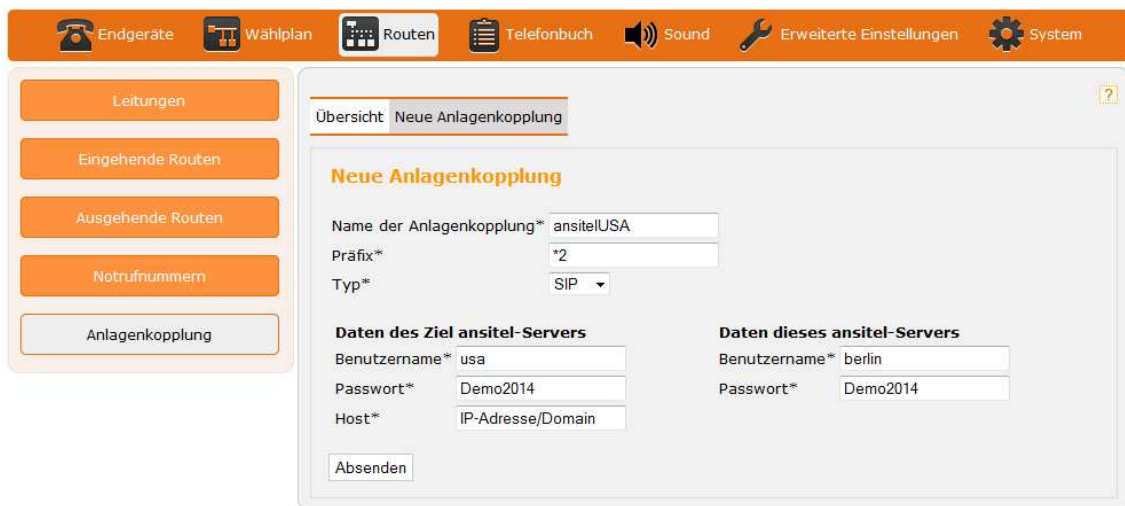 Endgeräte Wählplan Routen Telefonbuch Sound Erweiterte Einstellungen System
Leitungen
Eingehende Routen
Ausgehende Routen
Notrufnummern
Anlagenkopplung
?
Übersicht Neue Anlagenkopplung
Neue Anlagenkopplung
Name der Anlagenkopplung* ansitelUSA
Präfix* *2
Typ* SIP
Daten des Ziel ansitel-Servers
Benutzername* usa
Passwort* Demo2014
Host* IP-Adresse/Domain
Daten dieses ansitel-Servers
Benutzername* berlin
Passwort* Demo2014
Absenden